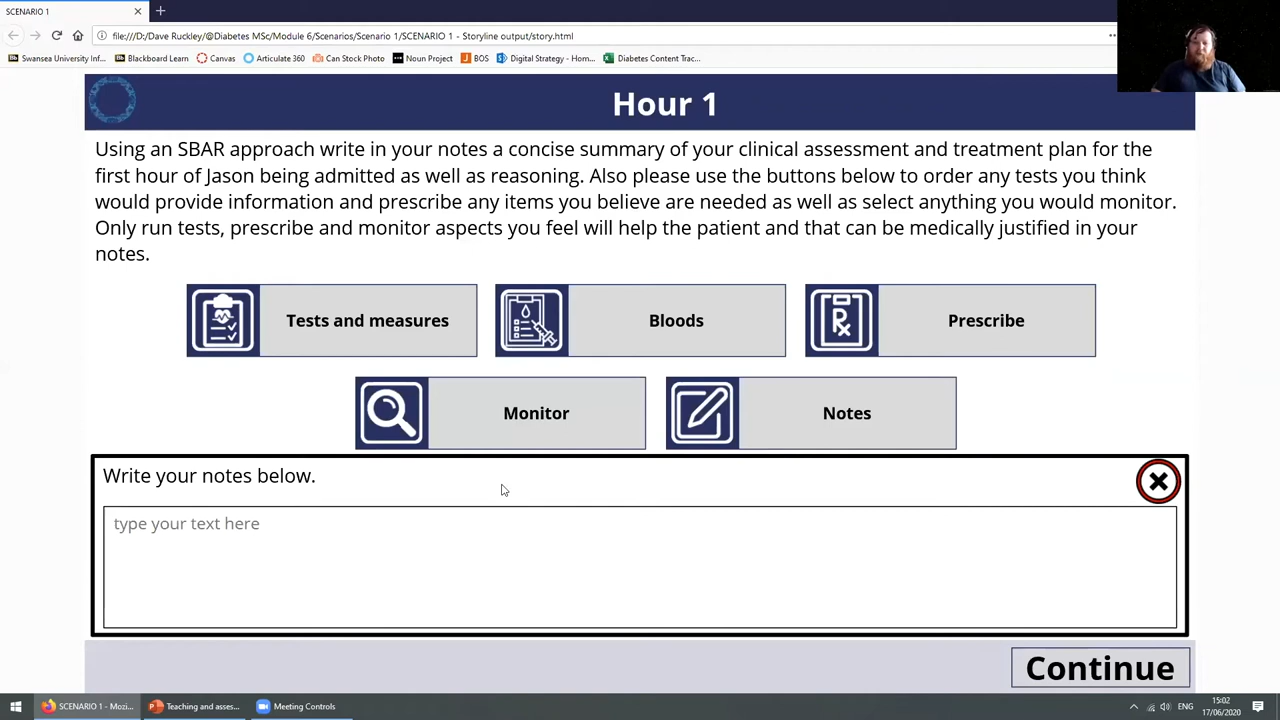 SCENARIO 1
file:///D:/Dave Ruckley/@Diabetes MSc/Module 6/Scenarios/Scenario 1/SCENARIO 1 - Storyline output/story.html
Swansea University Inf... Blackboard Learn Canvas Articulate 360 Can Stock Photo Noun Project BOS Digital Strategy - Hom... Diabetes Content Trac...
Hour 1
Using an SBAR approach write in your notes a concise summary of your clinical assessment and treatment plan for the
first hour of Jason being admitted as well as reasoning. Also please use the buttons below to order any tests you think
would provide information and prescribe any items you believe are needed as well as select anything you would monitor.
Only run tests, prescribe and monitor aspects you feel will help the patient and that can be medically justified in your
notes.
Tests and measures Bloods Prescribe
Monitor Notes
Write your notes below.
type your text here
Continue
SCENARIO 1 - Mozi... Teaching and asses... Meeting Controls ENG 15:02
17/06/2020